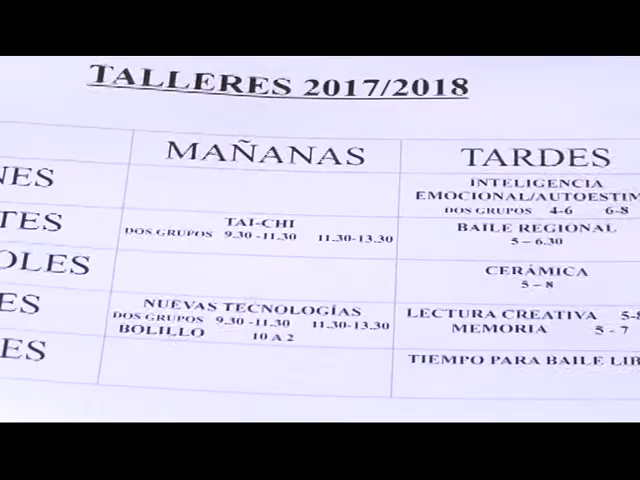 TALLERES 2017/2018
MAÑANAS TARDES
NES INTELIGENCIA
EMOCIONAL/AUTOESTIM
DOS GRUPOS 4-6 6-8
TES TAI-CHI BAILE REGIONAL
DOS GRUPOS 9.30 -11.30 11.30-13.30 5 – 6.30
OLES CERÁMICA
5 – 8
ES NUEVAS TECNOLOGÍAS LECTURA CREATIVA 5-8
DOS GRUPOS 9.30 -11.30 11.30-13.30 MEMORIA 5 - 7
BOLILLO 10 A 2
ES TIEMPO PARA BAILE LIB